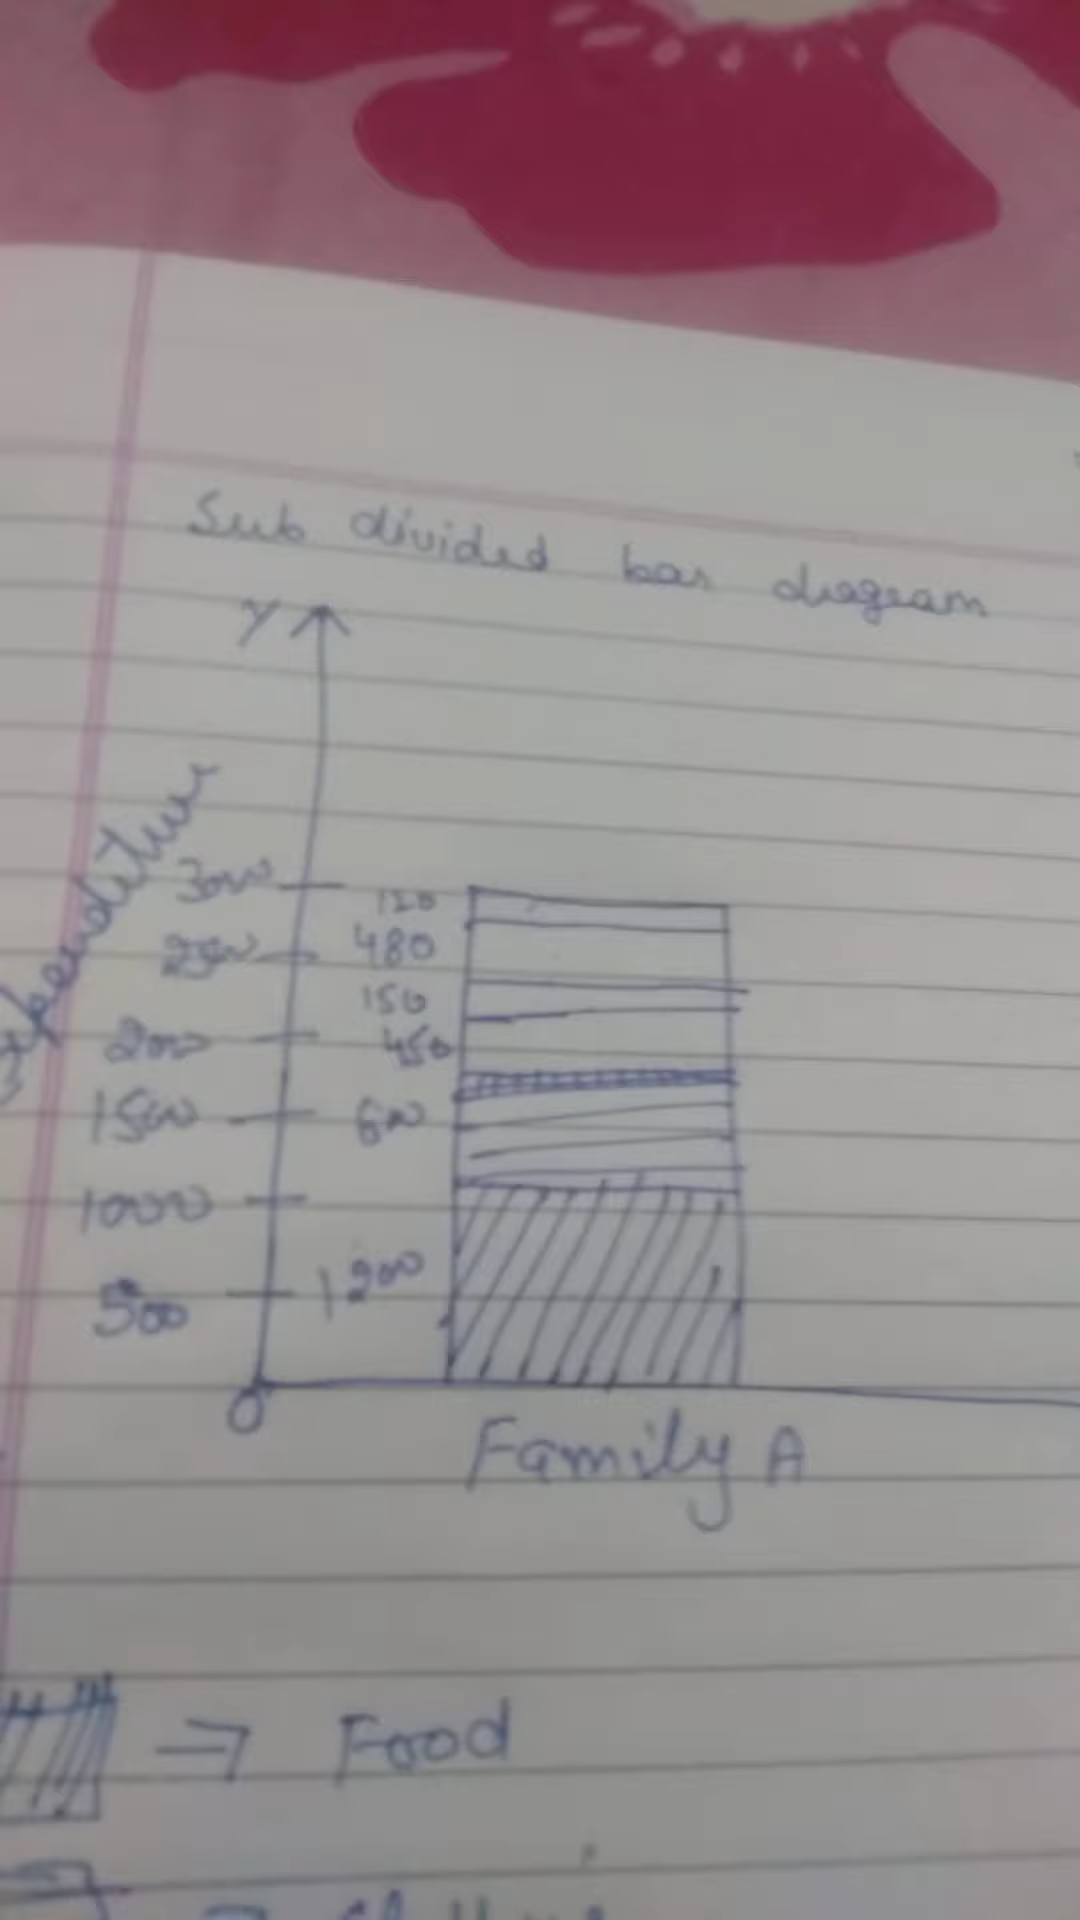 Sub divided bar diagram
Y
Expenditure
3000
120
2500
480
150
2000
450
1500
600
1000
500
1200
0
Family A
→ Food